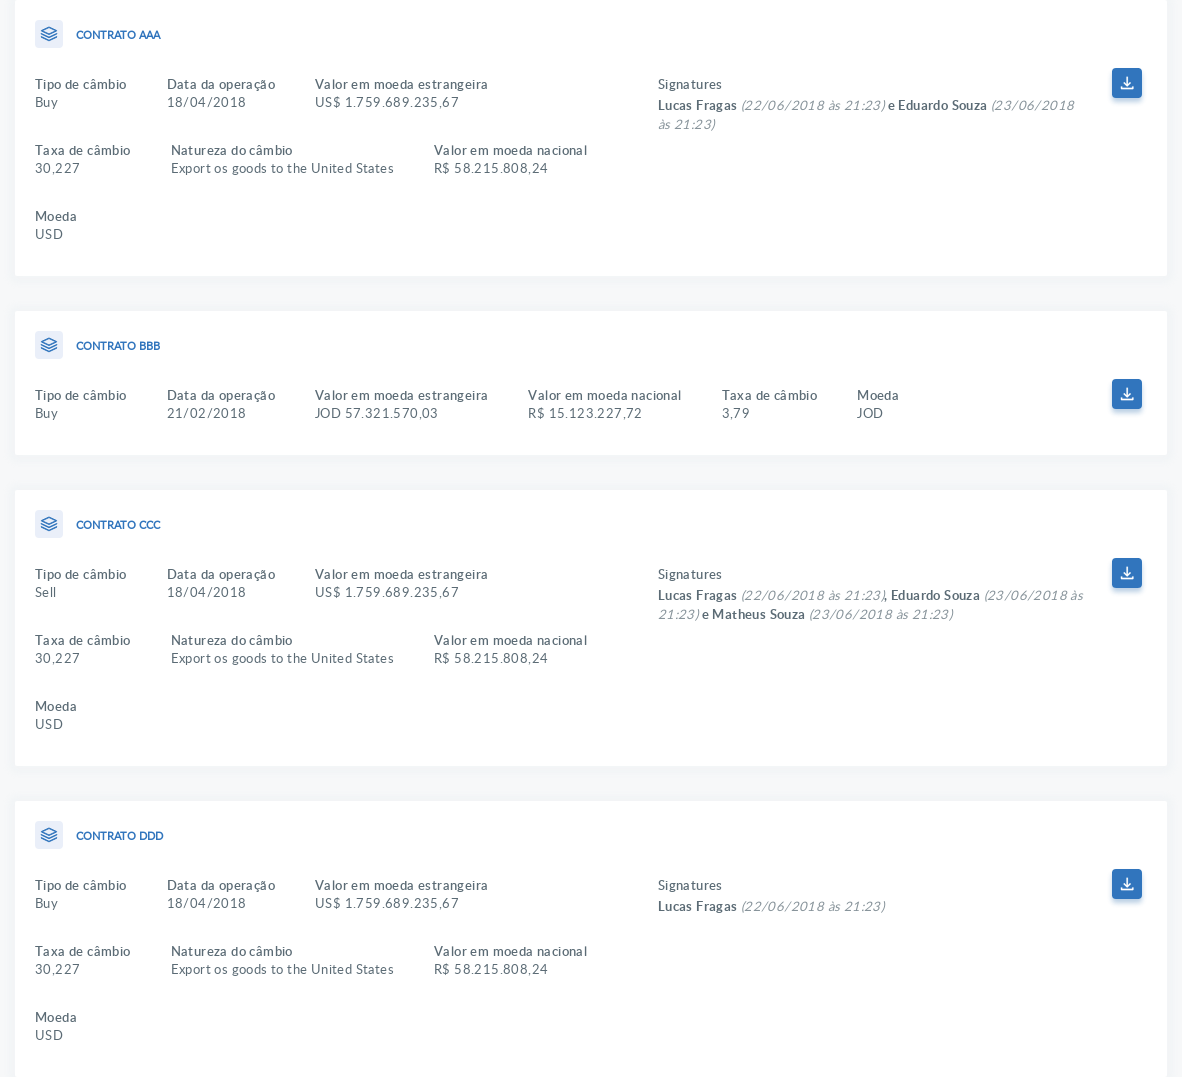 CONTRATO AAA
Tipo de câmbio Data da operação Valor em moeda estrangeira Signatures
Buy 18/04/2018 US$ 1.759.689.235,67 Lucas Fragas (22/06/2018 às 21:23) e Eduardo Souza (23/06/2018
às 21:23)
Taxa de câmbio Natureza do câmbio Valor em moeda nacional
30,227 Export os goods to the United States R$ 58.215.808,24
Moeda
USD
CONTRATO BBB
Tipo de câmbio Data da operação Valor em moeda estrangeira Valor em moeda nacional Taxa de câmbio Moeda
Buy 21/02/2018 JOD 57.321.570,03 R$ 15.123.227,72 3,79 JOD
CONTRATO CCC
Tipo de câmbio Data da operação Valor em moeda estrangeira Signatures
Sell 18/04/2018 US$ 1.759.689.235,67 Lucas Fragas (22/06/2018 às 21:23), Eduardo Souza (23/06/2018 às
21:23) e Matheus Souza (23/06/2018 às 21:23)
Taxa de câmbio Natureza do câmbio Valor em moeda nacional
30,227 Export os goods to the United States R$ 58.215.808,24
Moeda
USD
CONTRATO DDD
Tipo de câmbio Data da operação Valor em moeda estrangeira Signatures
Buy 18/04/2018 US$ 1.759.689.235,67 Lucas Fragas (22/06/2018 às 21:23)
Taxa de câmbio Natureza do câmbio Valor em moeda nacional
30,227 Export os goods to the United States R$ 58.215.808,24
Moeda
USD